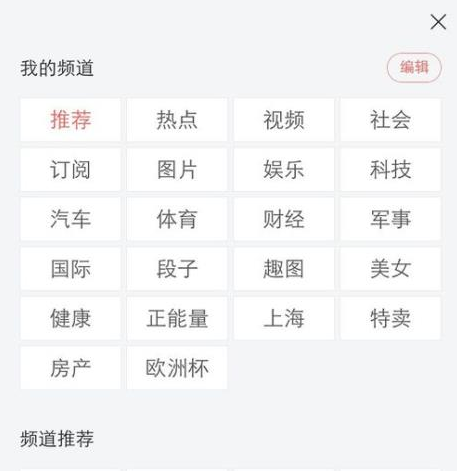 我的频道 编辑
推荐 热点 视频 社会
订阅 图片 娱乐 科技
汽车 体育 财经 军事
国际 段子 趣图 美女
健康 正能量 上海 特卖
房产 欧洲杯
频道推荐